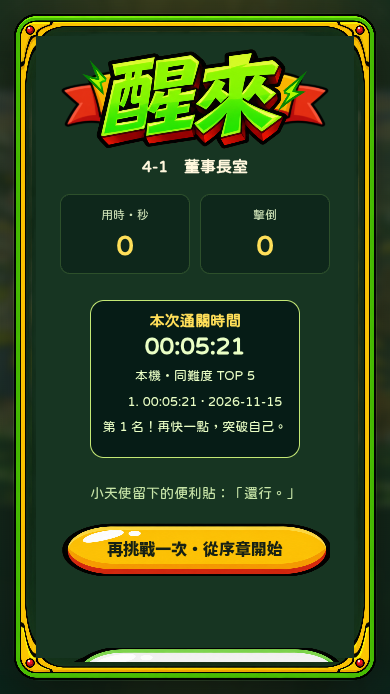 醒來
4-1 董事長室
用時・秒
0
擊倒
0
本次通關時間
00:05:21
本機・同難度 TOP 5
1. 00:05:21 · 2026-11-15
第 1 名！再快一點，突破自己。
小天使留下的便利貼：「還行。」
再挑戰一次・從序章開始